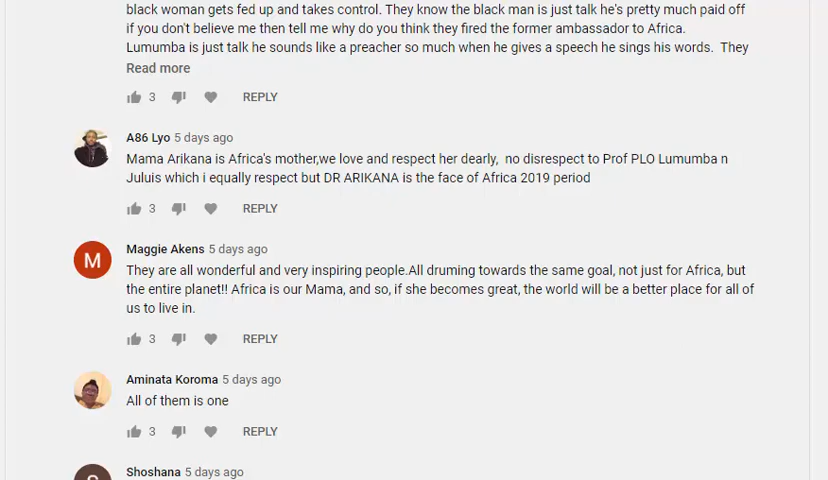 black woman gets fed up and takes control. They know the black man is just talk he's pretty much paid off
if you don't believe me then tell me why do you think they fired the former ambassador to Africa.
Lumumba is just talk he sounds like a preacher so much when he gives a speech he sings his words.  They
Read more
3 REPLY
A86 Lyo 5 days ago
Mama Arikana is Africa's mother,we love and respect her dearly,  no disrespect to Prof PLO Lumumba n
Juluis which i equally respect but DR ARIKANA is the face of Africa 2019 period
3 REPLY
M
Maggie Akens 5 days ago
They are all wonderful and very inspiring people.All druming towards the same goal, not just for Africa, but
the entire planet!! Africa is our Mama, and so, if she becomes great, the world will be a better place for all of
us to live in.
3 REPLY
Aminata Koroma 5 days ago
All of them is one
3 REPLY
S
Shoshana 5 days ago